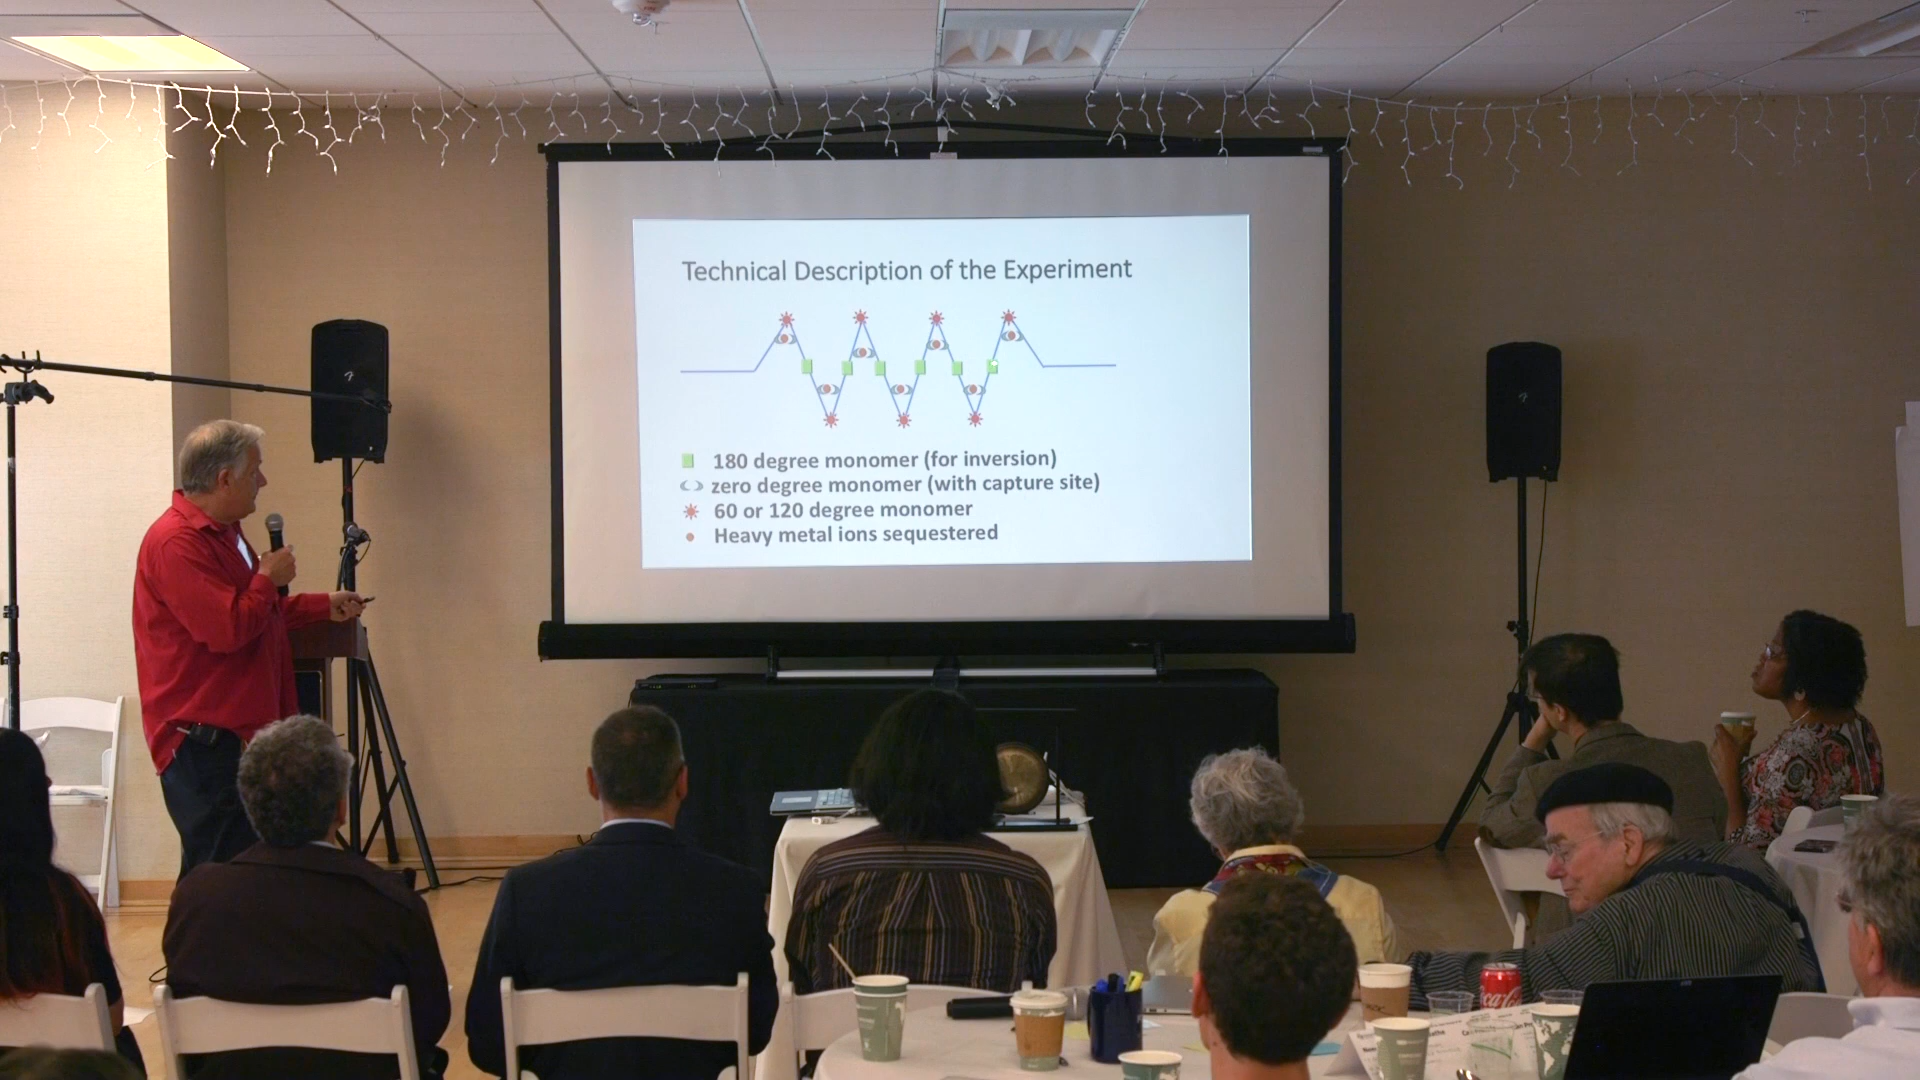 Technical Description of the Experiment
180 degree monomer (for inversion)
zero degree monomer (with capture site)
60 or 120 degree monomer
Heavy metal ions sequestered